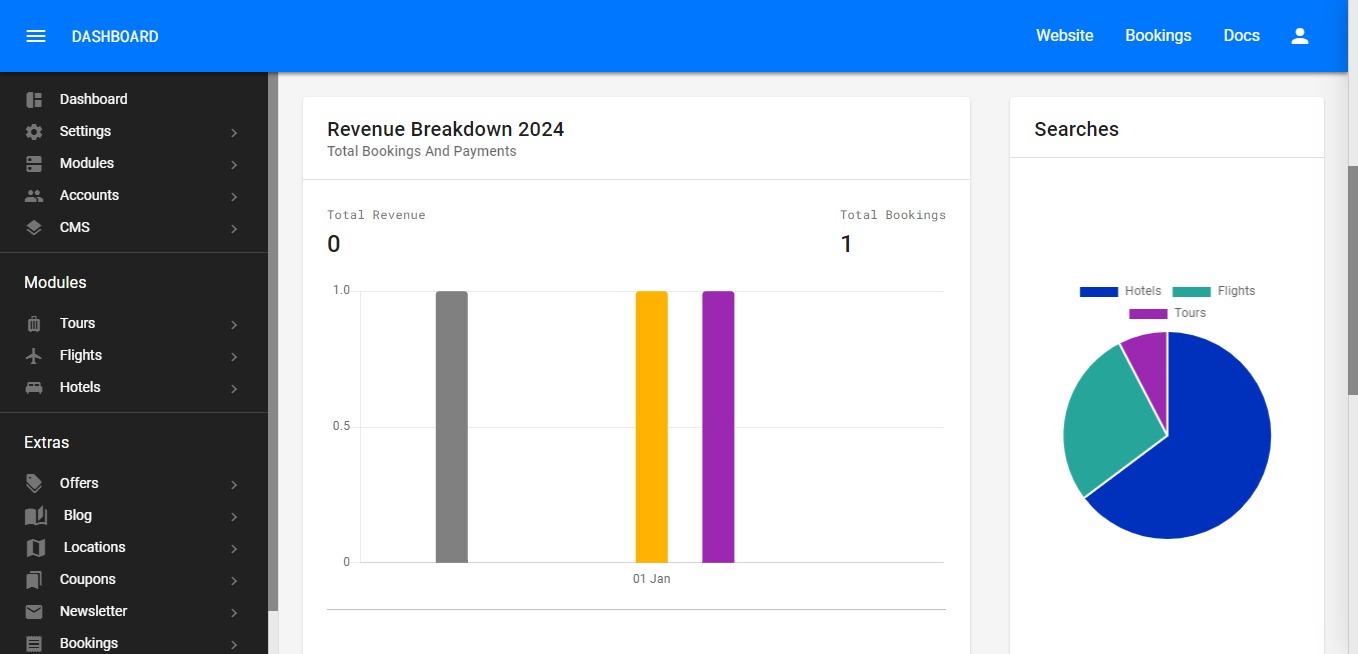 DASHBOARD
Website
Bookings
Docs
Dashboard
Settings
Modules
Accounts
CMS
Modules
Tours
Flights
Hotels
Extras
Offers
Blog
Locations
Coupons
Newsletter
Bookings
Revenue Breakdown 2024
Total Bookings And Payments
Total Revenue
0
Total Bookings
1
1.0
0.5
0
01 Jan
Searches
Hotels
Flights
Tours